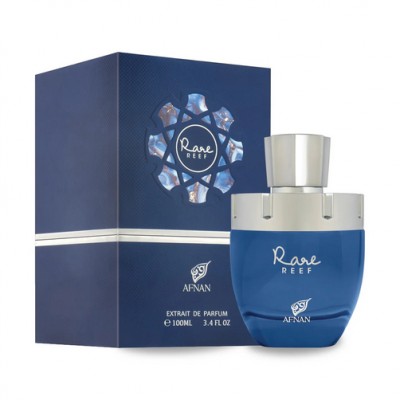 Rare
REEF
AFNAN
EXTRAIT DE PARFUM
℮ 100ML 3.4 FL OZ
Rare
REEF
AFNAN